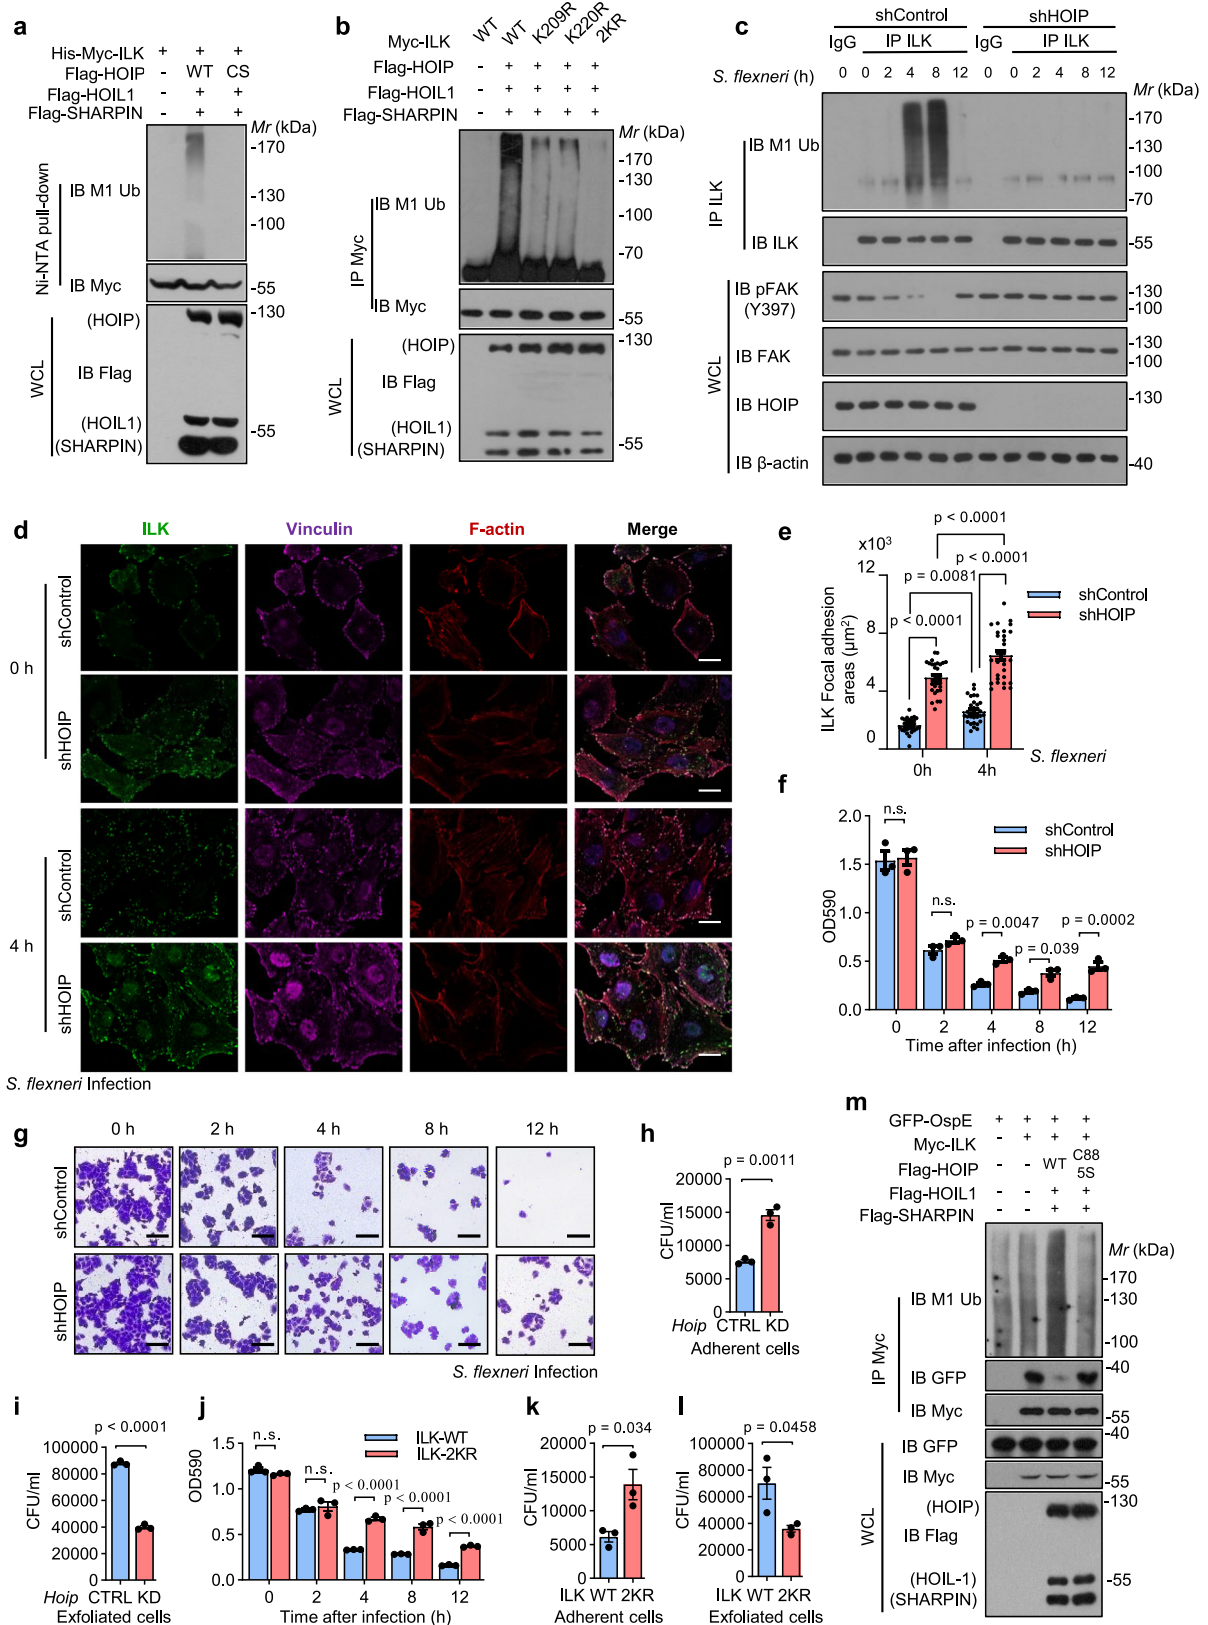 a
His-Myc-ILK + + +
Flag-HOIP - WT CS
Flag-HOIL1 - + +
Flag-SHARPIN - + +
Mr (kDa)
Ni-NTA pull-down
IB M1 Ub
-170
-130
-100
IB Myc
-55
WCL
(HOIP)
-130
IB Flag
(HOIL1)
-55
(SHARPIN)
b
Myc-ILK WT WT K209R K220R 2KR
Flag-HOIP - + + + +
Flag-HOIL1 - + + + +
Flag-SHARPIN - + + + +
Mr (kDa)
IP Myc
IB M1 Ub
-170
-130
-100
-70
IB Myc
-55
WCL
(HOIP)
-130
IB Flag
(HOIL1)
-55
(SHARPIN)
c
shControl shHOIP
IgG IP ILK IgG IP ILK
S. flexneri (h) 0 0 2 4 8 12 0 0 2 4 8 12
Mr (kDa)
IP ILK
IB M1 Ub
-170
-130
-100
-70
IB ILK
-55
WCL
IB pFAK
(Y397)
-130
-100
IB FAK
-130
-100
IB HOIP
-130
IB β-actin
-40
d
ILK Vinculin F-actin Merge
0 h
shControl
shHOIP
4 h
shControl
shHOIP
S. flexneri Infection
e
p < 0.0001
x10³
p < 0.0001
p = 0.0081
p < 0.0001
shControl
shHOIP
ILK Focal adhesion
areas (μm²)
12
8
4
0
0h 4h
S. flexneri
f
n.s.
shControl
shHOIP
n.s.
p = 0.0047
p = 0.039
p = 0.0002
OD590
2.0
1.5
1.0
0.5
0.0
0 2 4 8 12
Time after infection (h)
g
0 h 2 h 4 h 8 h 12 h
shControl
shHOIP
S. flexneri Infection
h
p = 0.0011
CFU/ml
20000
15000
10000
5000
0
Hoip CTRL KD
Adherent cells
i
p < 0.0001
CFU/ml
100000
80000
60000
40000
20000
0
Hoip CTRL KD
Exfoliated cells
j
ILK-WT
ILK-2KR
n.s.
n.s.
p < 0.0001
p < 0.0001
p < 0.0001
OD590
1.5
1.0
0.5
0.0
0 2 4 8 12
Time after infection (h)
k
p = 0.034
CFU/ml
20000
15000
10000
5000
0
ILK WT 2KR
Adherent cells
l
p = 0.0458
CFU/ml
100000
80000
60000
40000
20000
0
ILK WT 2KR
Exfoliated cells
m
GFP-OspE + + + +
Myc-ILK - + + +
Flag-HOIP - - WT C88
5S
Flag-HOIL1 - - + +
Flag-SHARPIN - - + +
Mr (kDa)
IP Myc
IB M1 Ub
-170
-130
-100
IB GFP
-40
IB Myc
-55
WCL
IB GFP
-40
IB Myc
-55
(HOIP)
-130
IB Flag
(HOIL-1)
-55
(SHARPIN)